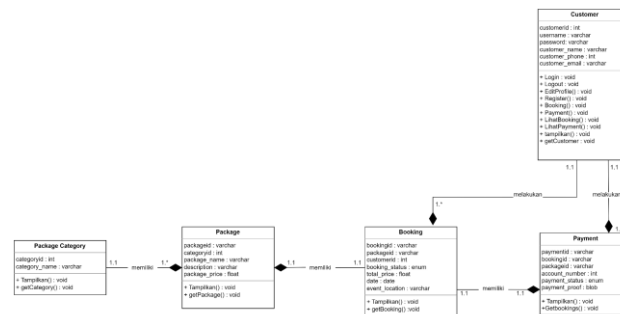 Customer
customerid : int
username : varchar
password: varchar
customer_name : varchar
customer_phone : int
customer_email : varchar
+ Login : void
+ Logout : void
+ EditProfile() : void
+ Register() : void
+ Booking() : void
+ Payment() : void
+ LihatBooking() : void
+ LihatPayment() : void
+ tampilkan() : void
+ getCustomer : void
1.1
1.1
melakukan
melakukan
1.*
Package Category
categoryid : int
category_name : varchar
+ Tampilkan() : void
+ getCategory() : void
1.1
memiliki
1.*
Package
packageid : varchar
categoryid : int
package_name : varchar
description : varchar
package_price : float
+ Tampilkan() : void
+ getPackage() : void
1.1
memiliki
1.1
Booking
bookingid : varchar
packageid : varchar
customerid : int
booking_status : enum
total_price : float
date : date
event_location : varchar
+ Tampilkan() : void
+ getBooking() : void
1.1
memiliki
1.1
Payment
paymentid : varchar
bookingid : varchar
packageid : varchar
account_number : int
payment_status : enum
payment_proof : blob
+ Tampilkan() : void
+ Getbookings() : void